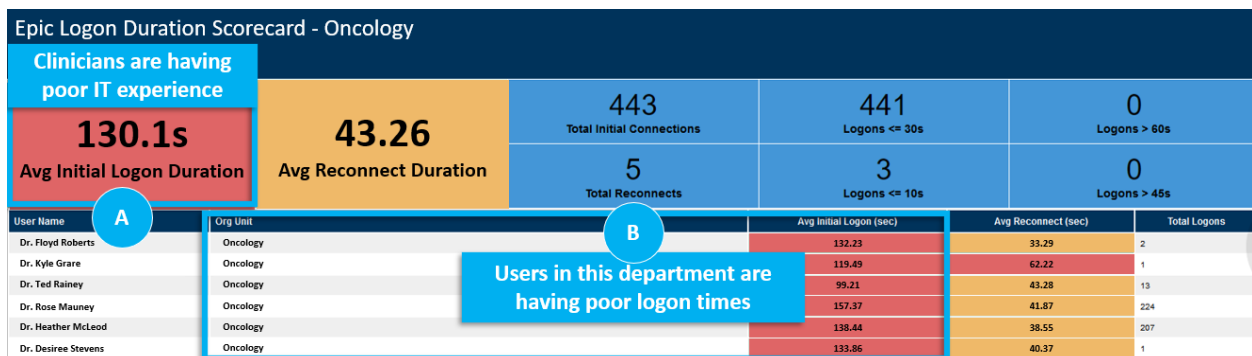 Epic Logon Duration Scorecard - Oncology
Clinicians are having
poor IT experience
130.1s
Avg Initial Logon Duration
43.26
Avg Reconnect Duration
443
Total Initial Connections
441
Logons <= 30s
0
Logons > 60s
5
Total Reconnects
3
Logons <= 10s
0
Logons > 45s
A
B
Users in this department are
having poor logon times
User Name Org Unit Avg Initial Logon (sec) Avg Reconnect (sec) Total Logons
Dr. Floyd Roberts Oncology 132.23 33.29 2
Dr. Kyle Grare Oncology 119.49 62.22 1
Dr. Ted Rainey Oncology 99.21 43.28 13
Dr. Rose Mauney Oncology 157.37 41.87 224
Dr. Heather McLeod Oncology 138.44 38.55 207
Dr. Desiree Stevens Oncology 133.86 40.37 1